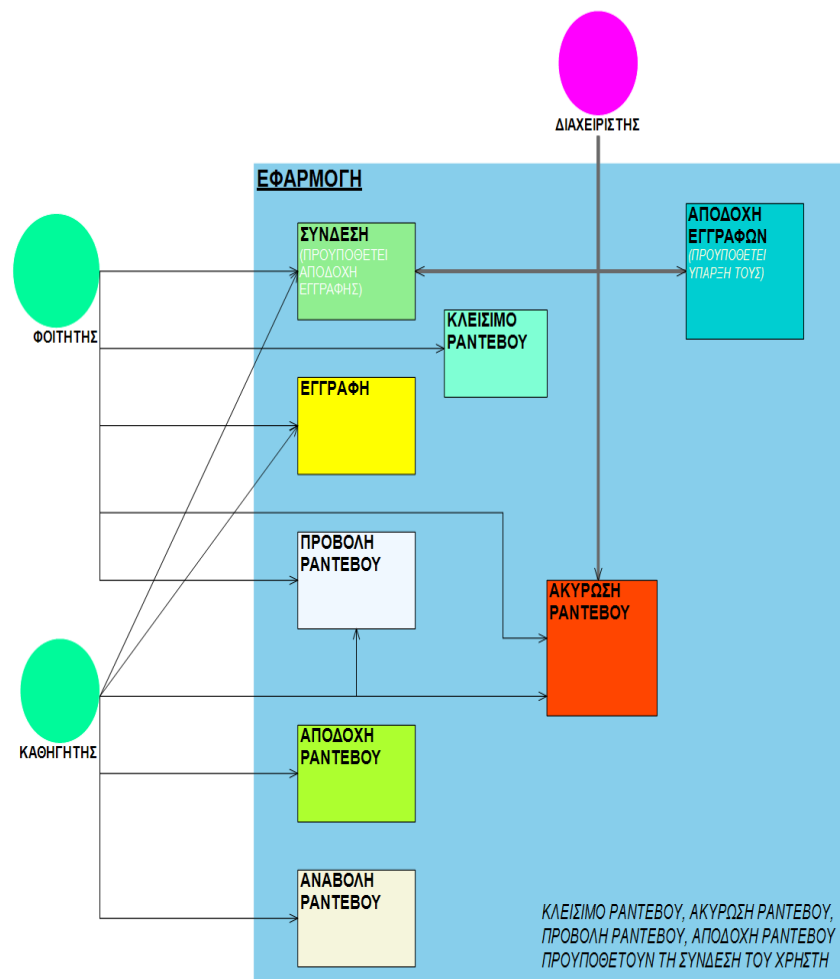 ΔΙΑΧΕΙΡΙΣΤΗΣ
ΕΦΑΡΜΟΓΗ
ΣΥΝΔΕΣΗ
(ΠΡΟΥΠΟΘΕΤΕΙ
ΑΠΟΔΟΧΗ
ΕΓΓΡΑΦΗΣ)
ΑΠΟΔΟΧΗ
ΕΓΓΡΑΦΩΝ
(ΠΡΟΥΠΟΘΕΤΕΙ
ΥΠΑΡΞΗ ΤΟΥΣ)
ΦΟΙΤΗΤΗΣ
ΚΛΕΙΣΙΜΟ
ΡΑΝΤΕΒΟΥ
ΕΓΓΡΑΦΗ
ΠΡΟΒΟΛΗ
ΡΑΝΤΕΒΟΥ
ΑΚΥΡΩΣΗ
ΡΑΝΤΕΒΟΥ
ΚΑΘΗΓΗΤΗΣ
ΑΠΟΔΟΧΗ
ΡΑΝΤΕΒΟΥ
ΑΝΑΒΟΛΗ
ΡΑΝΤΕΒΟΥ
ΚΛΕΙΣΙΜΟ ΡΑΝΤΕΒΟΥ, ΑΚΥΡΩΣΗ ΡΑΝΤΕΒΟΥ,
ΠΡΟΒΟΛΗ ΡΑΝΤΕΒΟΥ, ΑΠΟΔΟΧΗ ΡΑΝΤΕΒΟΥ
ΠΡΟΥΠΟΘΕΤΟΥΝ ΤΗ ΣΥΝΔΕΣΗ ΤΟΥ ΧΡΗΣΤΗ